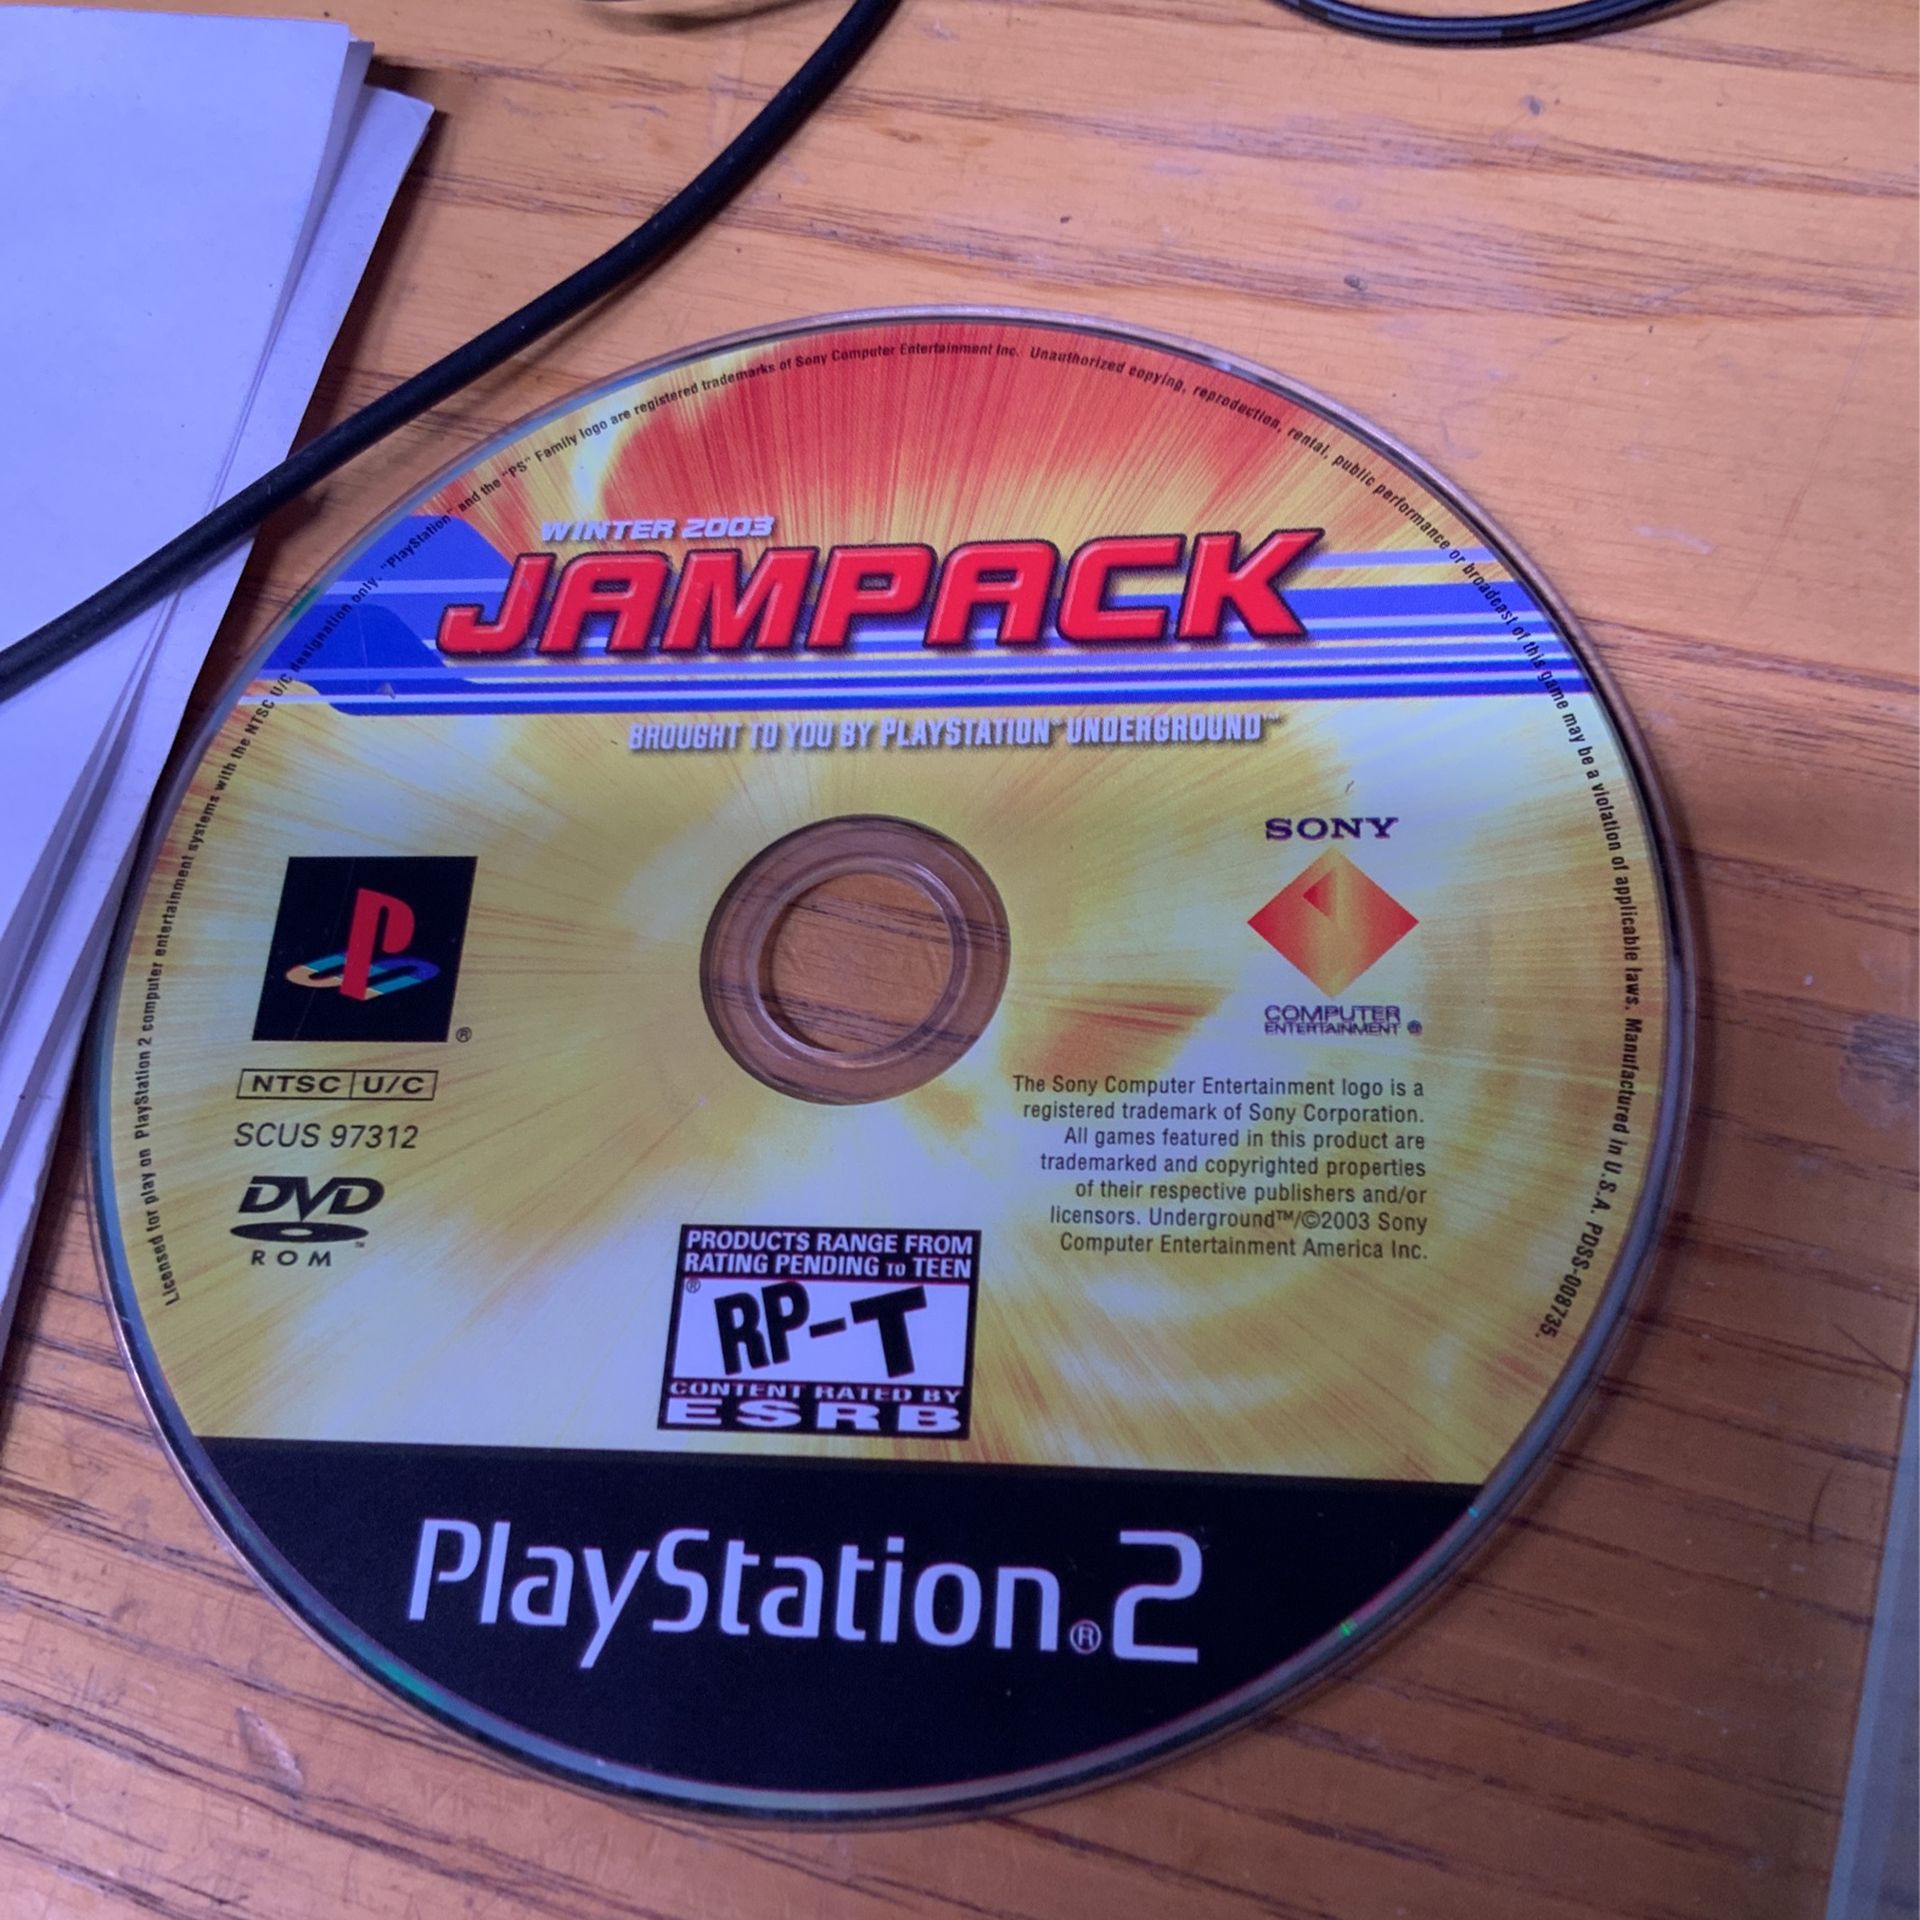 Licensed for play on PlayStation 2 computer entertainment systems with the NTSC U/C designation only. "PlayStation" and the "PS" Family logo are registered trademarks of Sony Computer Entertainment Inc. Unauthorized copying, reproduction, rental, public performance or broadcast of this game may be a violation of applicable laws. Manufactured in U.S.A. PDSS-008735.
WINTER 2003
JAMPACK
BROUGHT TO YOU BY PLAYSTATION® UNDERGROUND™
SONY
COMPUTER
ENTERTAINMENT ®
®
NTSC U/C
SCUS 97312
DVD
ROM™
The Sony Computer Entertainment logo is a
registered trademark of Sony Corporation.
All games featured in this product are
trademarked and copyrighted properties
of their respective publishers and/or
licensors. Underground™/©2003 Sony
Computer Entertainment America Inc.
PRODUCTS RANGE FROM
RATING PENDING TO TEEN
® RP-T
CONTENT RATED BY
ESRB
PlayStation®2